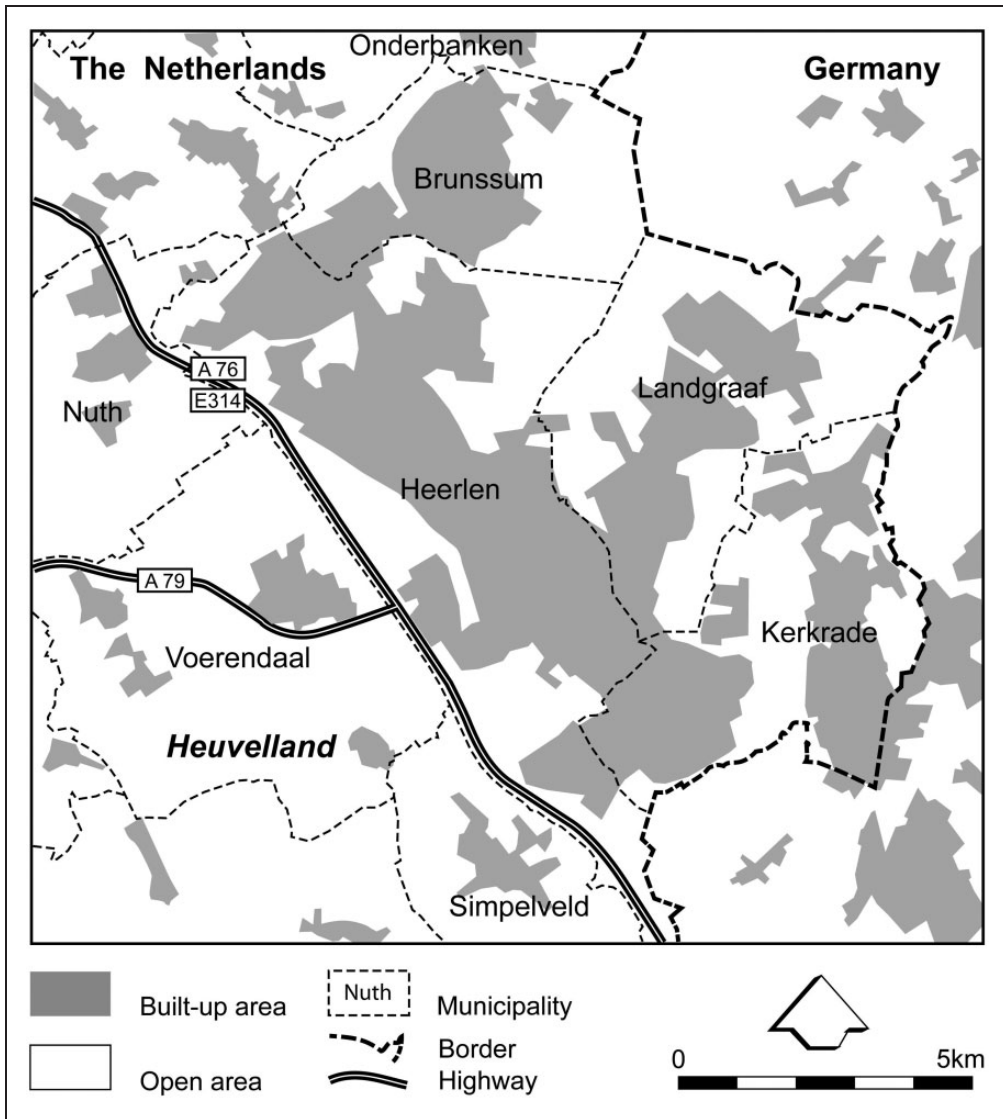 Onderbanken
The Netherlands
Germany
Brunssum
A 76
E314
Landgraaf
Nuth
Heerlen
A 79
Kerkrade
Voerendaal
Heuvelland
Simpelveld
Built-up area
Nuth
Municipality
Border
Open area
Highway
0
5km